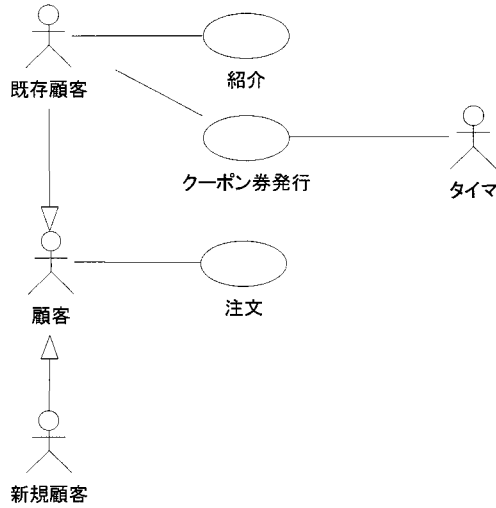 既存顧客
紹介
クーポン券発行
タイマ
顧客
注文
新規顧客